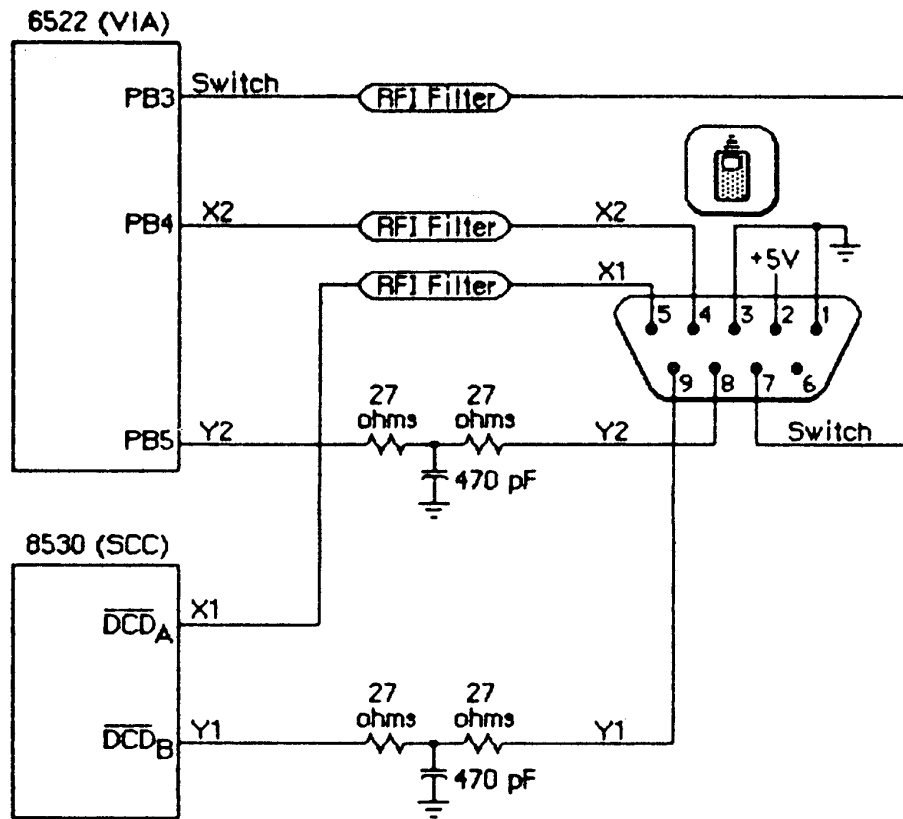 6522 (VIA)
PB3 Switch RFI Filter
PB4 X2 RFI Filter X2
RFI Filter X1 +5V
5 4 3 2 1
9 8 7 6
27 ohms 27 ohms
PB5 Y2 Y2 Switch
470 pF
8530 (SCC)
DCDA X1
27 ohms 27 ohms
DCDB Y1 Y1
470 pF